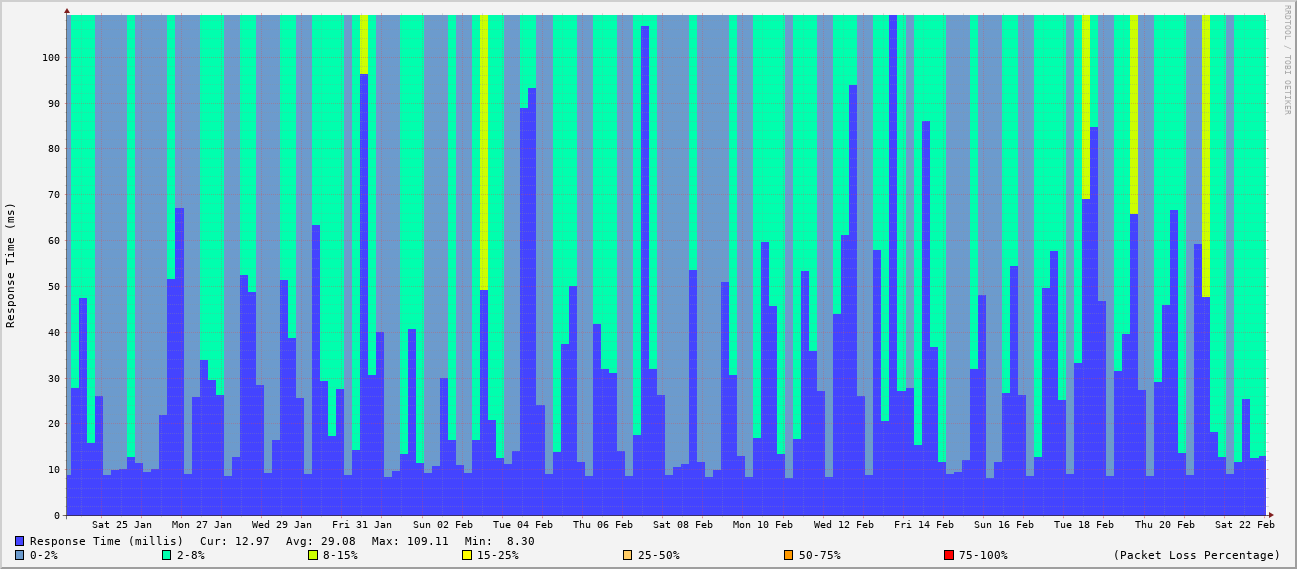 RRDTOOL / TOBI OETIKER
Response Time (ms)
100
90
80
70
60
50
40
30
20
10
0
Sat 25 Jan Mon 27 Jan Wed 29 Jan Fri 31 Jan Sun 02 Feb Tue 04 Feb Thu 06 Feb Sat 08 Feb Mon 10 Feb Wed 12 Feb Fri 14 Feb Sun 16 Feb Tue 18 Feb Thu 20 Feb Sat 22 Feb
Response Time (millis) Cur: 12.97 Avg: 29.08 Max: 109.11 Min: 8.30
0-2% 2-8% 8-15% 15-25% 25-50% 50-75% 75-100% (Packet Loss Percentage)